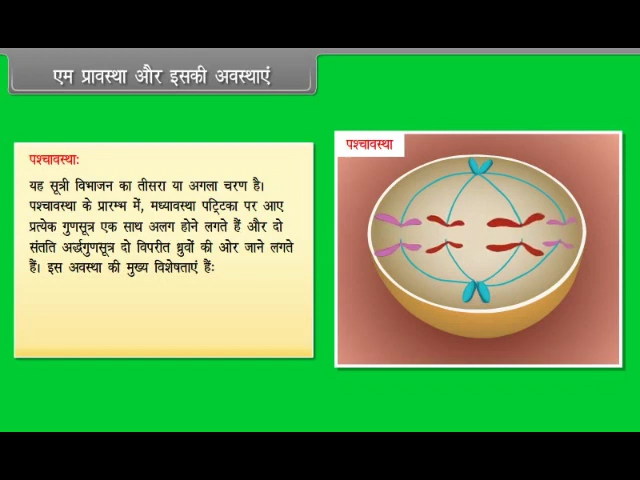 एम प्रावस्था और इसकी अवस्थाएं
पश्चावस्थाः
यह सूत्री विभाजन का तीसरा या अगला चरण है।
पश्चावस्था के प्रारम्भ में, मध्यावस्था पट्टिका पर आए
प्रत्येक गुणसूत्र एक साथ अलग होने लगते हैं और दो
संतति अर्द्धगुणसूत्र दो विपरीत ध्रुवों की ओर जाने लगते
हैं। इस अवस्था की मुख्य विशेषताएं हैंः
पश्चावस्था